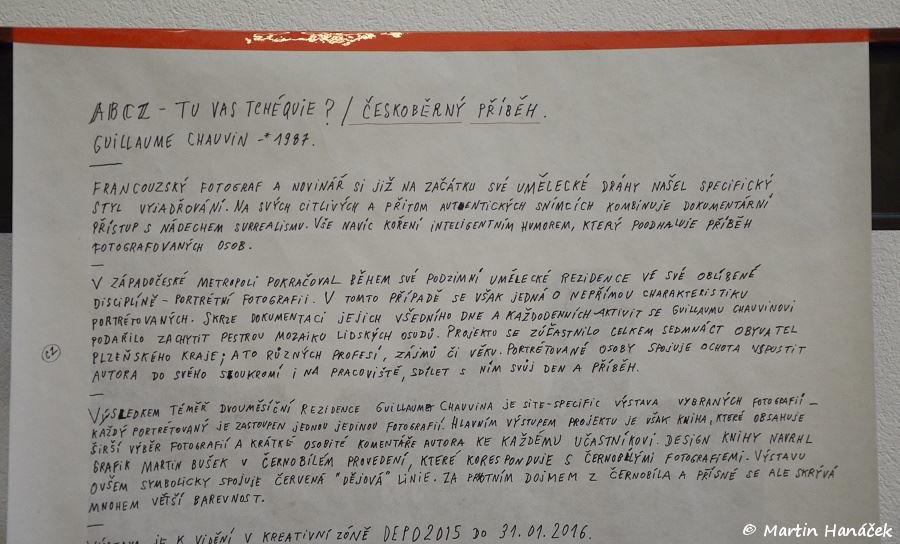 ABCZ - TU VAS TCHÉQUIE? / ČESKOBĚRNÝ PŘÍBĚH.
GUILLAUME CHAUVIN - *1987.
FRANCOUZSKÝ FOTOGRAF A NOVINÁŘ SI JIŽ NA ZAČÁTKU SVÉ UMĚLECKÉ DRÁHY NAŠEL SPECIFICKÝ
STYL VYJADŘOVÁNÍ. NA SVÝCH CITLIVÝCH A PŘITOM AUTENTICKÝCH SNÍMCÍCH KOMBINUJE DOKUMENTÁRNÍ
PŘÍSTUP S NÁDECHEM SURREALISMU. VŠE NAVÍC KOŘENÍ INTELIGENTNÍM HUMOREM, KTERÝ POODHALUJE PŘÍBĚH
FOTOGRAFOVANÝCH OSOB.
V ZÁPADOČESKÉ METROPOLI POKRAČOVAL BĚHEM SVÉ PODZIMNÍ UMĚLECKÉ REZIDENCE VE SVÉ OBLÍBENÉ
DISCIPLÍNĚ - PORTRÉTNÍ FOTOGRAFII. V TOMTO PŘÍPADĚ SE VŠAK JEDNÁ O NEPŘÍMOU CHARAKTERISTIKU
PORTRÉTOVANÝCH. SKRZE DOKUMENTACI JEJICH VŠEDNÍHO DNE A KAŽDODENNÍCH AKTIVIT SE GUILLAUMU CHAUVINOVI
PODAŘILO ZACHYTIT PESTROU MOZAIKU LIDSKÝCH OSUDŮ. PROJEKTU SE ZÚČASTNILO CELKEM SEDMNÁCT OBYVATEL
PLZEŇSKÉHO KRAJE; A TO RŮZNÝCH PROFESÍ, ZÁJMŮ ČI VĚKU. PORTRÉTOVANÉ OSOBY SPOJUJE OCHOTA VPUSTIT
AUTORA DO SVÉHO SOUKROMÍ I NA PRACOVIŠTĚ, SDÍLET S NÍM SVŮJ DEN A PŘÍBĚH.
VÝSLEDKEM TÉMĚŘ DVOUMĚSÍČNÍ REZIDENCE GUILLAUME CHAUVINA JE SITE-SPECIFIC VÝSTAVA VYBRANÝCH FOTOGRAFIÍ -
KAŽDÝ PORTRÉTOVANÝ JE ZASTOUPEN JEDNOU JEDINOU FOTOGRAFIÍ. HLAVNÍM VÝSTUPEM PROJEKTU JE VŠAK KNIHA, KTERÉ OBSAHUJE
ŠIRŠÍ VÝBĚR FOTOGRAFIÍ A KRÁTKÉ OSOBITÉ KOMENTÁŘE AUTORA KE KAŽDÉMU UČASTNÍKOVI. DESIGN KNIHY NAVRHL
GRAFIK MARTIN BUŠEK V ČERNOBÍLÉM PROVEDENÍ, KTERÉ KORESPONDUJE S ČERNOBÍLÝMI FOTOGRAFIEMI. VÝSTAVU
OVŠEM SYMBOLICKY SPOJUJE ČERVENÁ "DĚJOVÁ" LINIE. ZA PRVOTNÍM DOJMEM Z ČERNOBÍLA A PŘÍSNĚ SE ALE SKRÝVÁ
MNOHEM VĚTŠÍ BAREVNOST.
VÝSTAVA JE K VIDĚNÍ V KREATIVNÍ ZÓNĚ DEPO2015 DO 31.01.2016.
© Martin Hanáček